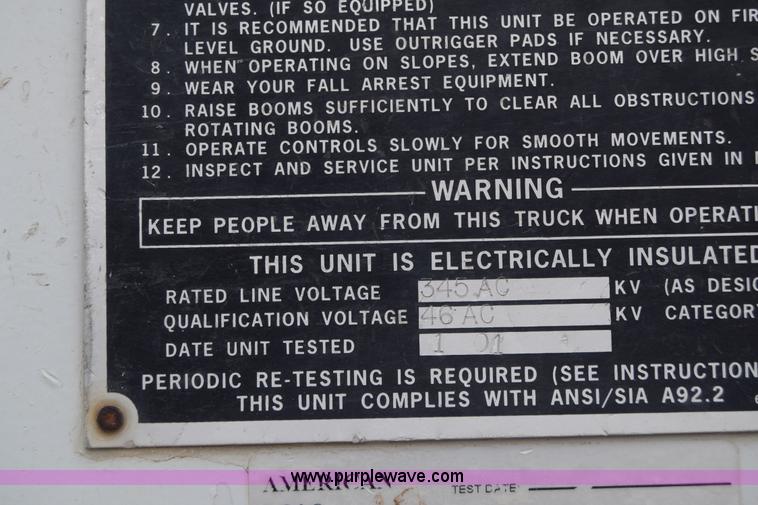 VALVES. (IF SO EQUIPPED)
7. IT IS RECOMMENDED THAT THIS UNIT BE OPERATED ON FIR
LEVEL GROUND. USE OUTRIGGER PADS IF NECESSARY.
8. WHEN OPERATING ON SLOPES, EXTEND BOOM OVER HIGH S
9. WEAR YOUR FALL ARREST EQUIPMENT.
10. RAISE BOOMS SUFFICIENTLY TO CLEAR ALL OBSTRUCTIONS
ROTATING BOOMS.
11. OPERATE CONTROLS SLOWLY FOR SMOOTH MOVEMENTS.
12. INSPECT AND SERVICE UNIT PER INSTRUCTIONS GIVEN IN
WARNING
KEEP PEOPLE AWAY FROM THIS TRUCK WHEN OPERATI
THIS UNIT IS ELECTRICALLY INSULATED
RATED LINE VOLTAGE 345 AC KV (AS DESIG
QUALIFICATION VOLTAGE 46 AC KV CATEGOR
DATE UNIT TESTED 1 01
PERIODIC RE-TESTING IS REQUIRED (SEE INSTRUCTION
THIS UNIT COMPLIES WITH ANSI/SIA A92.2
www.purplewave.com
AMERICAN TEST DATE